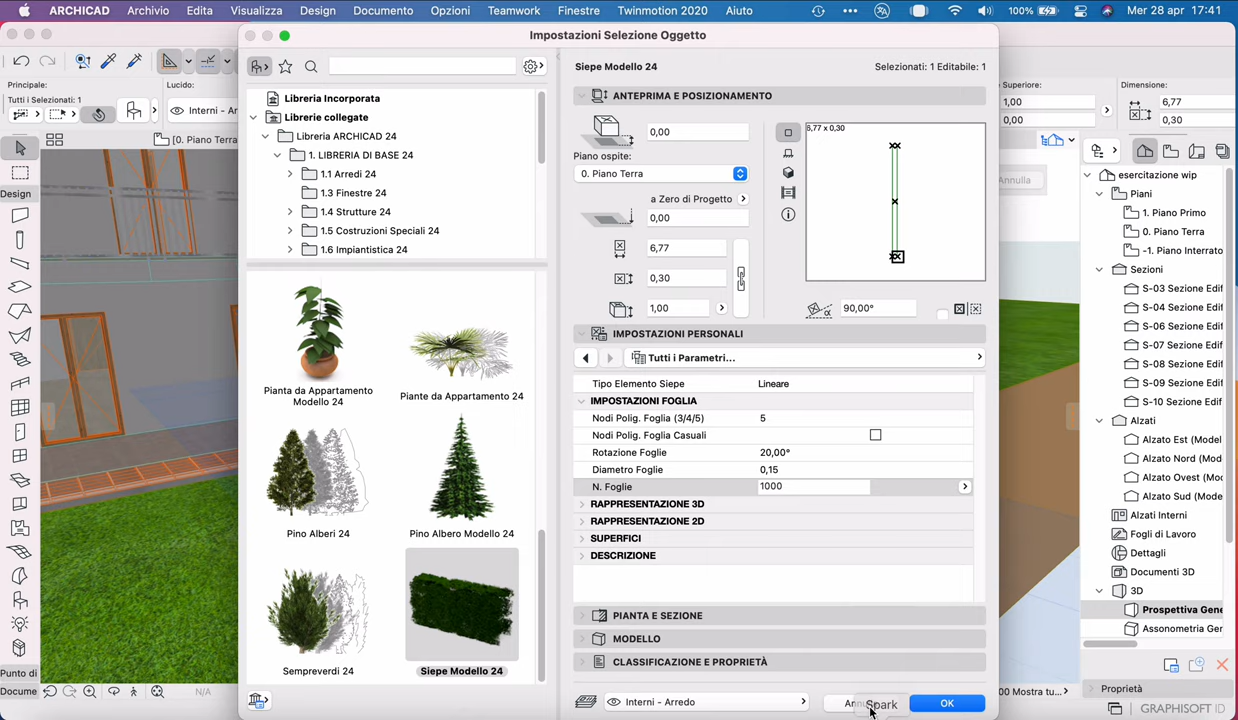 ARCHICAD Archivio Edita Visualizza Design Documento Opzioni Teamwork Finestre Twinmotion 2020 Aiuto 100% Mer 28 apr 17:41
Impostazioni Selezione Oggetto
Principale:
Tutti i Selezionati: 1
Lucido:
Interni - Ar
[0. Piano Terra
Design
Punto di
Docume
N/A
Libreria Incorporata
Librerie collegate
Libreria ARCHICAD 24
1. LIBRERIA DI BASE 24
1.1 Arredi 24
1.3 Finestre 24
1.4 Strutture 24
1.5 Costruzioni Speciali 24
1.6 Impiantistica 24
Pianta da Appartamento
Modello 24
Piante da Appartamento 24
Pino Alberi 24
Pino Albero Modello 24
Sempreverdi 24
Siepe Modello 24
Siepe Modello 24
Selezionati: 1 Editabile: 1
ANTEPRIMA E POSIZIONAMENTO
0,00
Piano ospite:
0. Piano Terra
a Zero di Progetto
0,00
6,77
0,30
1,00
6,77 x 0,30
90,00°
IMPOSTAZIONI PERSONALI
Tutti i Parametri...
Tipo Elemento Siepe Lineare
IMPOSTAZIONI FOGLIA
Nodi Polig. Foglia (3/4/5) 5
Nodi Polig. Foglia Casuali
Rotazione Foglie 20,00°
Diametro Foglie 0,15
N. Foglie 1000
RAPPRESENTAZIONE 3D
RAPPRESENTAZIONE 2D
SUPERFICI
DESCRIZIONE
PIANTA E SEZIONE
MODELLO
CLASSIFICAZIONE E PROPRIETÀ
Interni - Arredo
Ann
Spark
OK
Superiore:
1,00
0,00
Dimensione:
6,77
0,30
Annulla
esercitazione wip
Piani
1. Piano Primo
0. Piano Terra
-1. Piano Interrato
Sezioni
S-03 Sezione Edif
S-04 Sezione Edif
S-06 Sezione Edif
S-07 Sezione Edif
S-08 Sezione Edif
S-09 Sezione Edif
S-10 Sezione Edif
Alzati
Alzato Est (Model
Alzato Nord (Mod
Alzato Ovest (Mod
Alzato Sud (Mode
Alzati Interni
Fogli di Lavoro
Dettagli
Documenti 3D
3D
Prospettiva Gene
Assonometria Ger
00 Mostra tu...
Proprietà
GRAPHISOFT ID